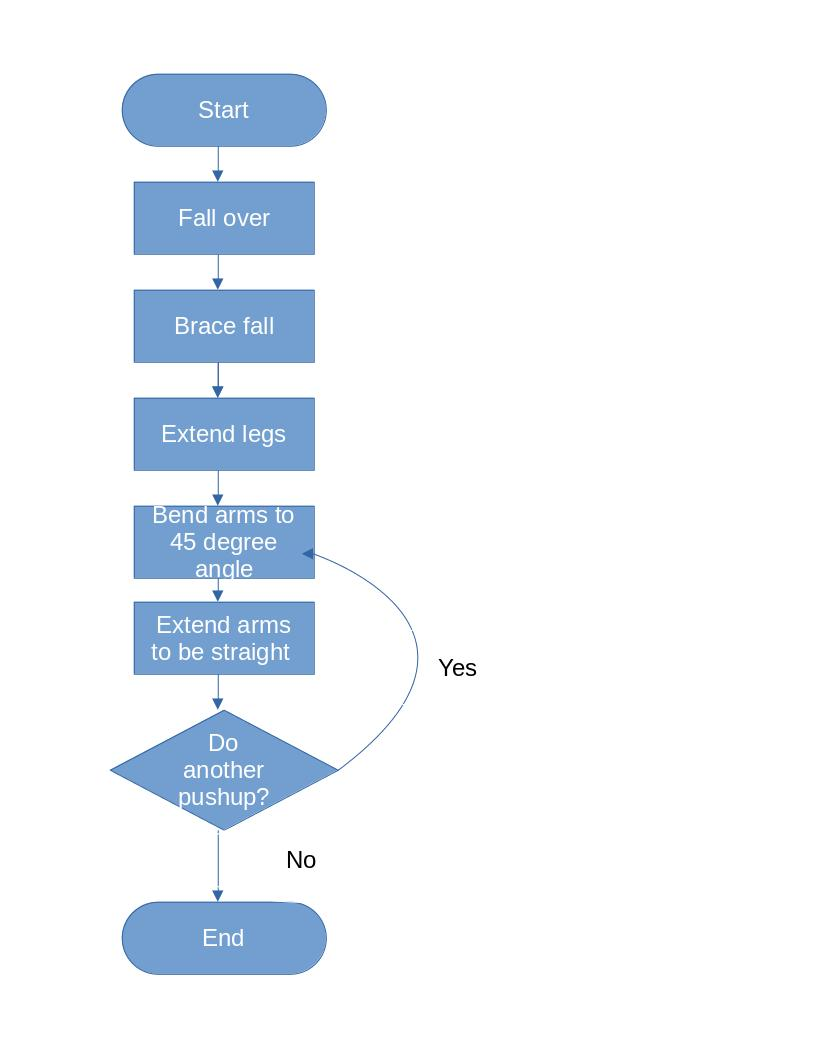 Start
Fall over
Brace fall
Extend legs
Bend arms to
45 degree
angle
Extend arms
to be straight
Yes
Do
another
pushup?
No
End